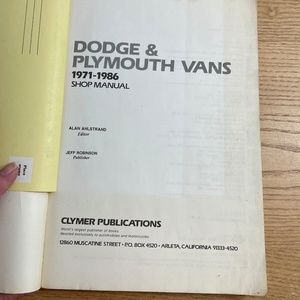 DODGE &
PLYMOUTH VANS
1971-1986
SHOP MANUAL
ALAN AHLSTRAND
Editor
JEFF ROBINSON
Publisher
CLYMER PUBLICATIONS
World's largest publisher of books
devoted exclusively to automobiles and motorcycles
12860 MUSCATINE STREET · P.O. BOX 4520 · ARLETA, CALIFORNIA 91333-4520